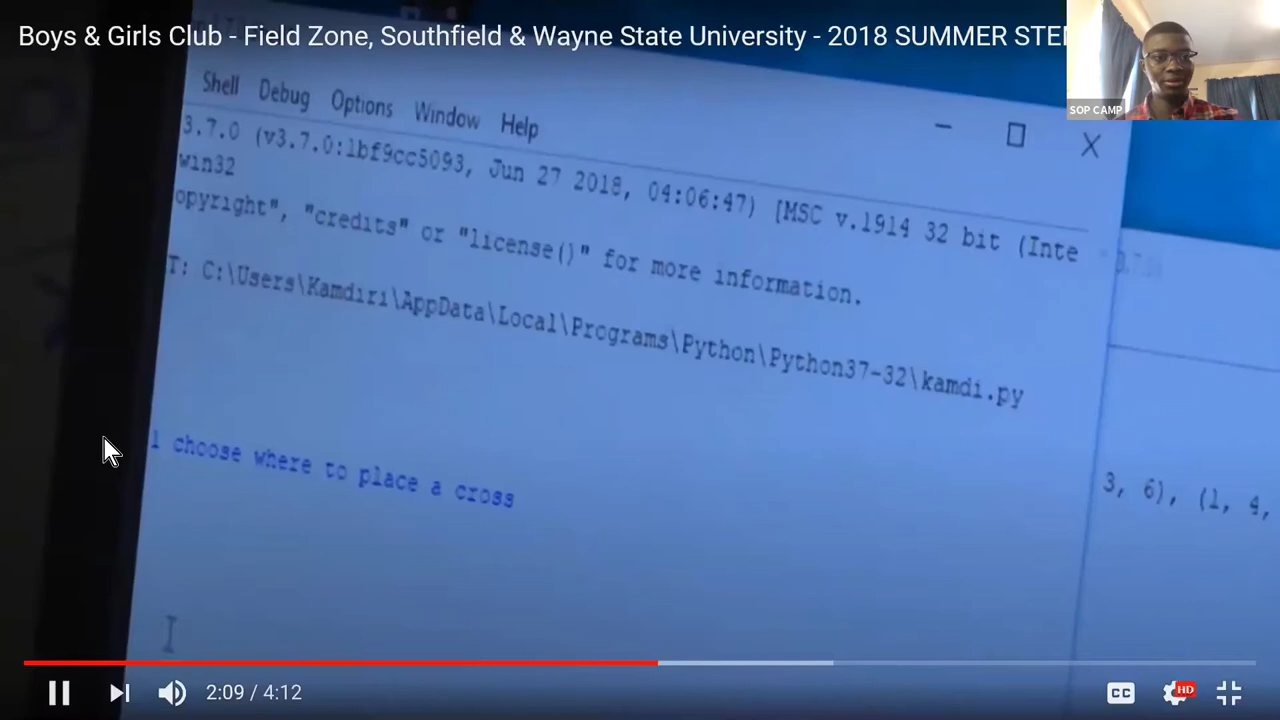 Boys & Girls Club - Field Zone, Southfield & Wayne State University - 2018 SUMMER STEM
SOP CAMP
Shell Debug Options Window Help
3.7.0 (v3.7.0:1bf9cc5093, Jun 27 2018, 04:06:47) [MSC v.1914 32 bit (Inte
win32
opyright", "credits" or "license()" for more information.
T: C:\Users\Kamdiri\AppData\Local\Programs\Python\Python37-32\kamdi.py
choose where to place a cross
3, 6), (1, 4,
2:09 / 4:12
CC
HD